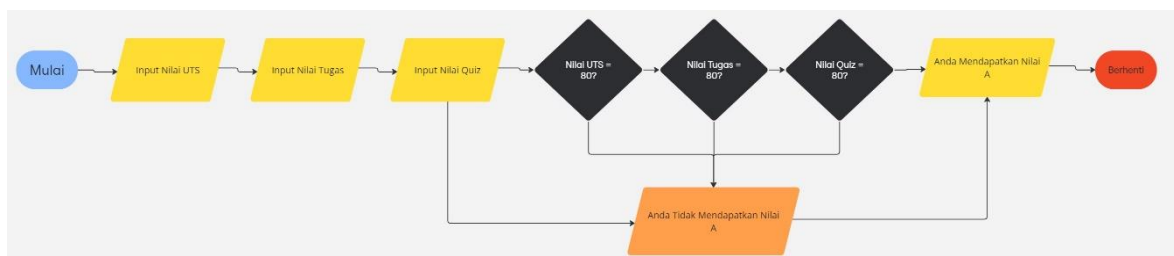 Mulai
Input Nilai UTS
Input Nilai Tugas
Input Nilai Quiz
Nilai UTS =
80?
Nilai Tugas =
80?
Nilai Quiz =
80?
Anda Mendapatkan Nilai
A
Berhenti
Anda Tidak Mendapatkan Nilai
A